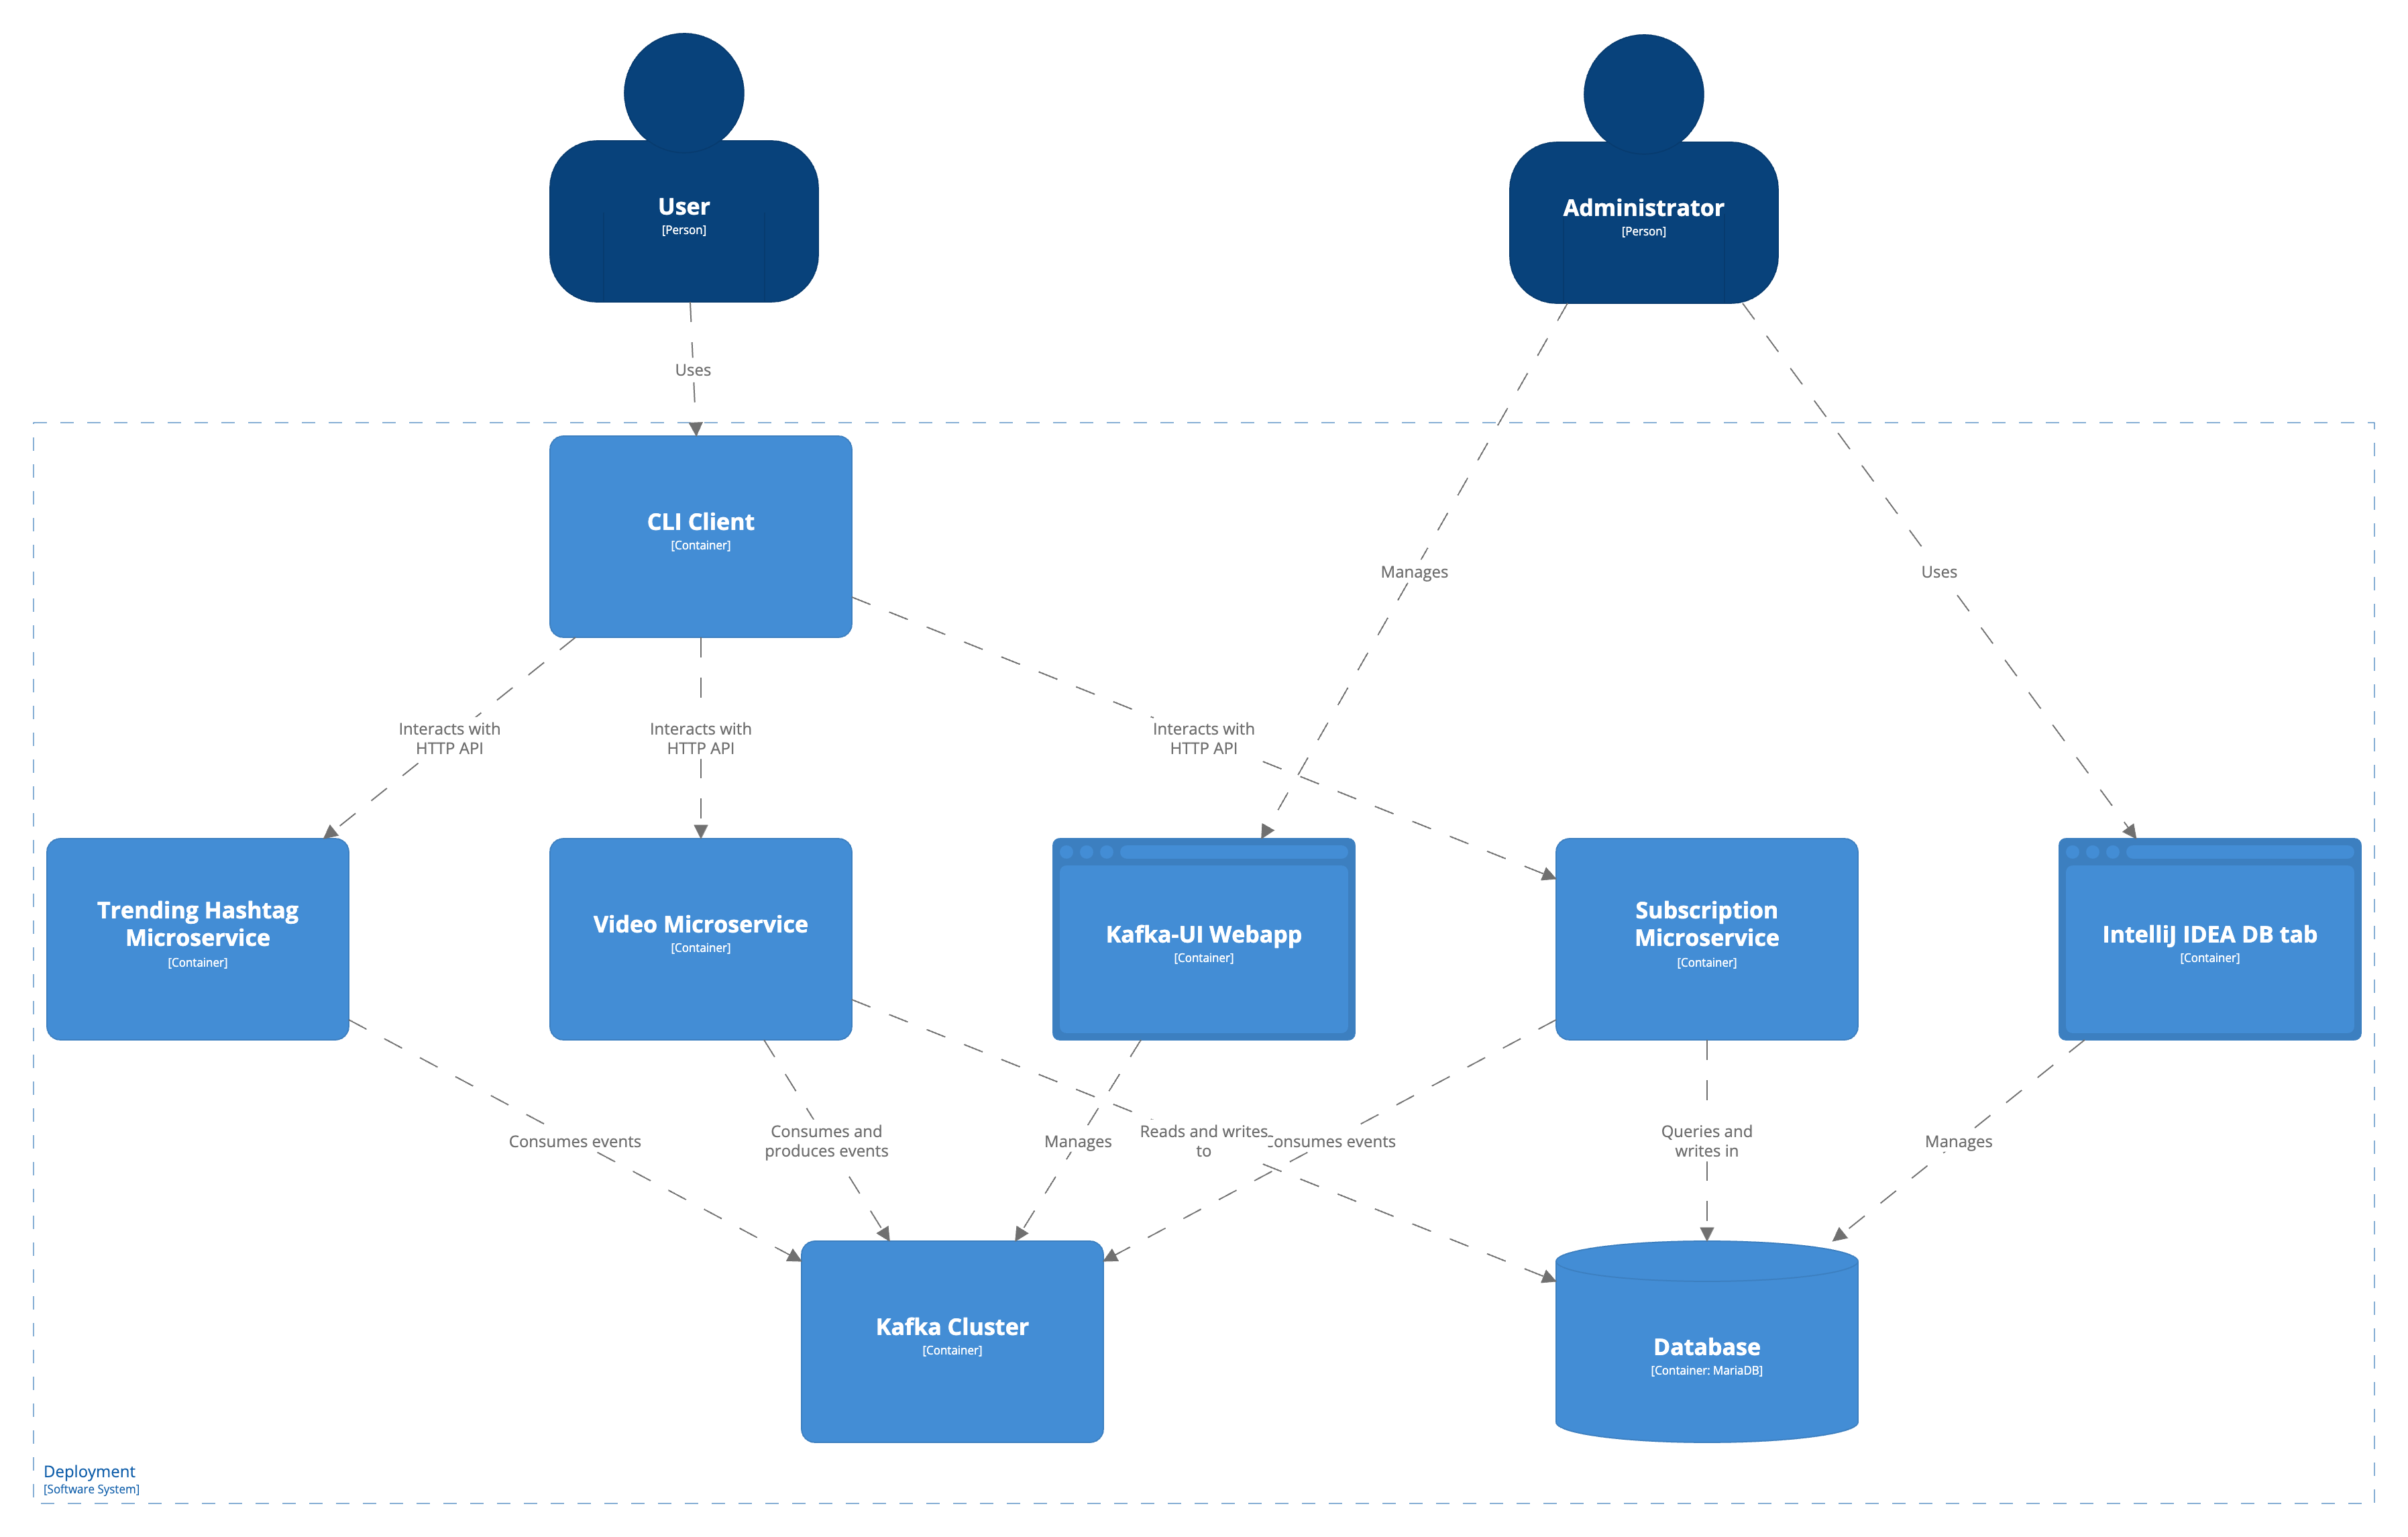 User
[Person]
Administrator
[Person]
Uses
CLI Client
[Container]
Manages
Uses
Interacts with
HTTP API
Interacts with
HTTP API
Interacts with
HTTP API
Trending Hashtag
Microservice
[Container]
Video Microservice
[Container]
Kafka-UI Webapp
[Container]
Subscription
Microservice
[Container]
IntelliJ IDEA DB tab
[Container]
Consumes events
Consumes and
produces events
Manages
Reads and writes
to
Consumes events
Queries and
writes in
Manages
Kafka Cluster
[Container]
Database
[Container: MariaDB]
Deployment
[Software System]